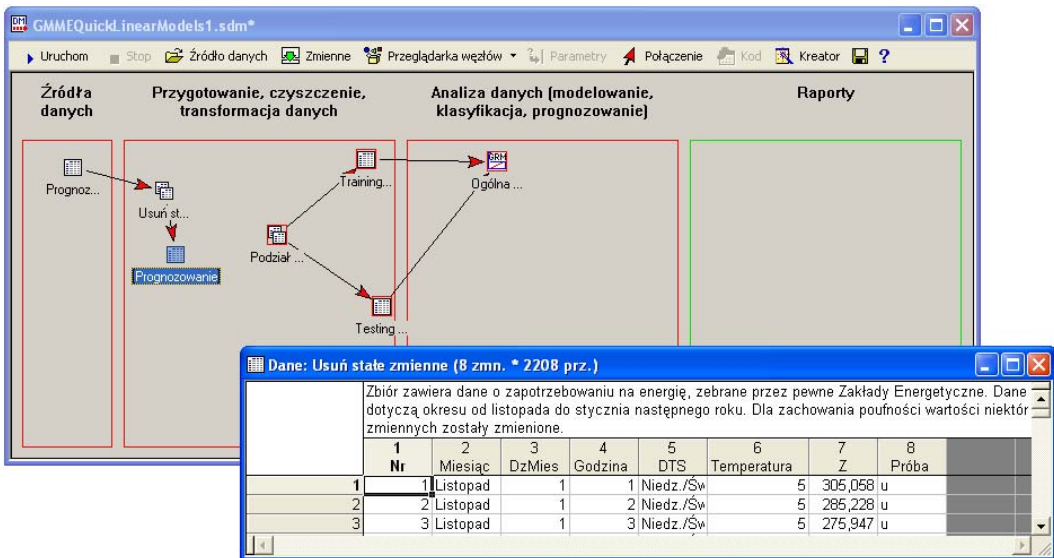 GMMEQuickLinearModels1.sdm*
Uruchom Stop Źródło danych Zmienne Przeglądarka węzłów Parametry Połączenie Kod Kreator ?
Źródła danych
Przygotowanie, czyszczenie, transformacja danych
Analiza danych (modelowanie, klasyfikacja, prognozowanie)
Raporty
Prognoz...
Usuń st...
Prognozowanie
Podział ...
Training...
Testing ...
GRM
Ogólna ...
Dane: Usuń stałe zmienne (8 zmn. * 2208 prz.)
Zbiór zawiera dane o zapotrzebowaniu na energię, zebrane przez pewne Zakłady Energetyczne. Dane
dotyczą okresu od listopada do stycznia następnego roku. Dla zachowania poufności wartości niektór
zmiennych zostały zmienione.
1 2 3 4 5 6 7 8
Nr Miesiąc DzMies Godzina DTS Temperatura Z Próba
1 1 Listopad 1 1 Niedz./Św 5 305,058 u
2 2 Listopad 1 2 Niedz./Św 5 285,228 u
3 3 Listopad 1 3 Niedz./Św 5 275,947 u